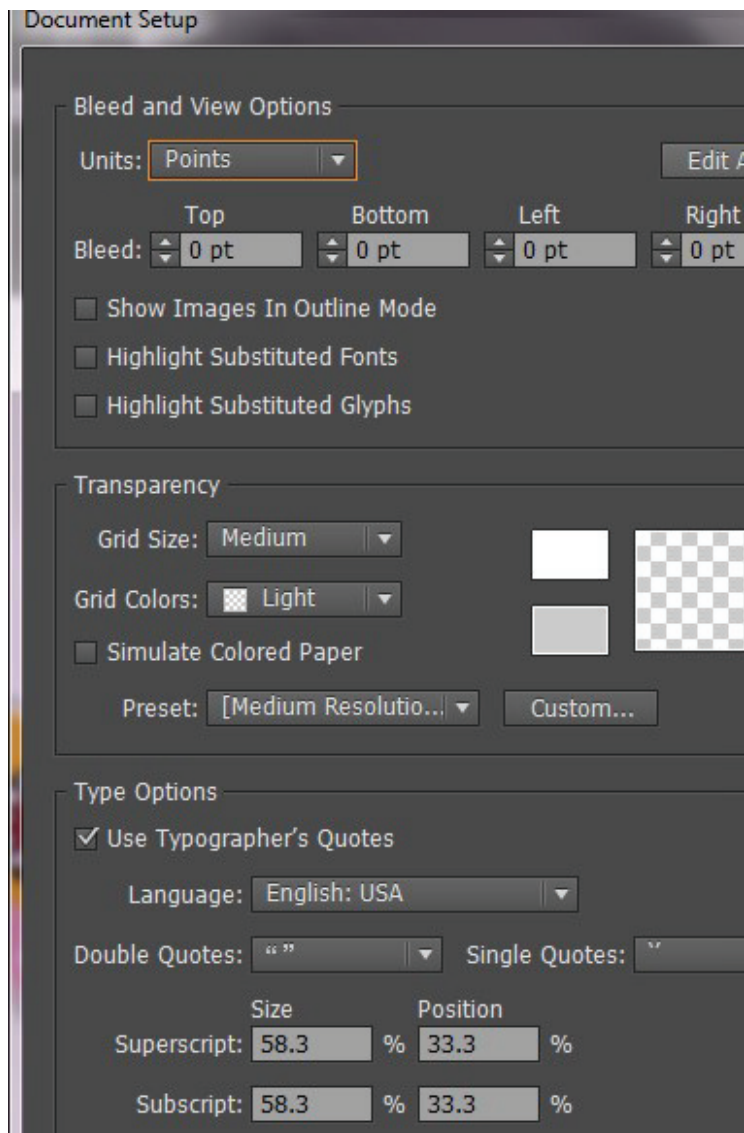 Document Setup
Bleed and View Options
Units: Points Edit A
Top Bottom Left Right
Bleed: 0 pt 0 pt 0 pt 0 pt
Show Images In Outline Mode
Highlight Substituted Fonts
Highlight Substituted Glyphs
Transparency
Grid Size: Medium
Grid Colors: Light
Simulate Colored Paper
Preset: [Medium Resolutio... Custom...
Type Options
Use Typographer's Quotes
Language: English: USA
Double Quotes: “ ” Single Quotes:
Size Position
Superscript: 58.3 % 33.3 %
Subscript: 58.3 % 33.3 %